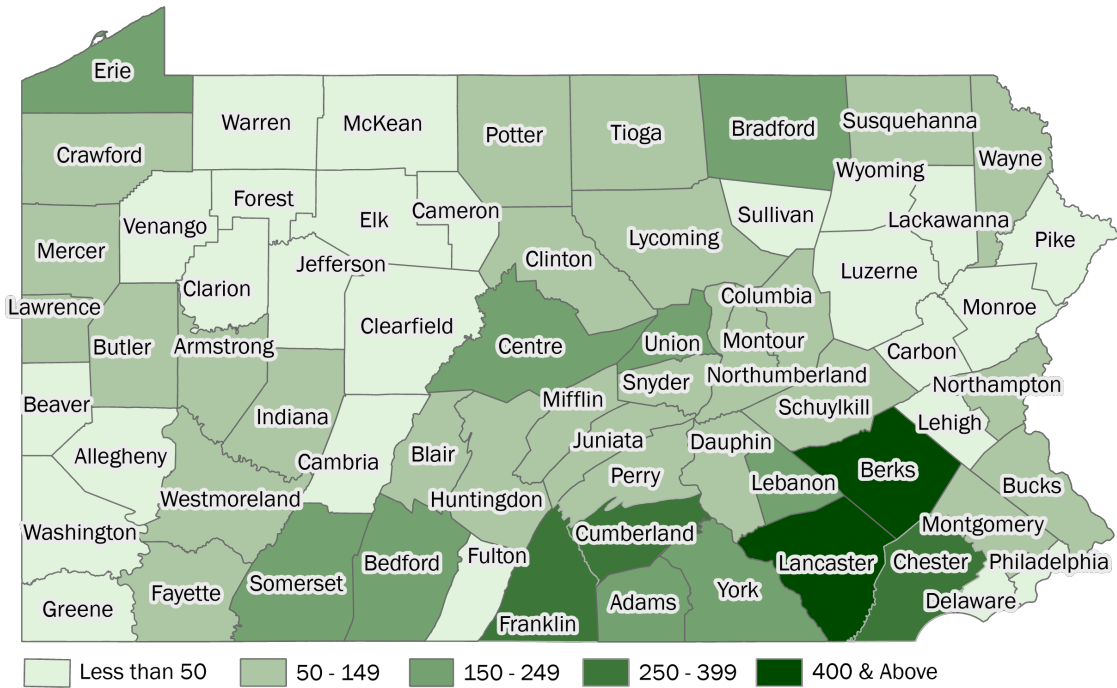 Erie
Warren
McKean
Potter
Tioga
Bradford
Susquehanna
Wayne
Crawford
Wyoming
Forest
Venango
Elk
Cameron
Sullivan
Lackawanna
Pike
Mercer
Lycoming
Jefferson
Clinton
Luzerne
Clarion
Columbia
Lawrence
Monroe
Clearfield
Butler
Armstrong
Centre
Union
Montour
Carbon
Snyder
Northumberland
Northampton
Beaver
Mifflin
Schuylkill
Indiana
Lehigh
Juniata
Dauphin
Allegheny
Cambria
Blair
Perry
Lebanon
Berks
Bucks
Westmoreland
Huntingdon
Montgomery
Washington
Cumberland
Fulton
Bedford
Lancaster
Chester
Philadelphia
Somerset
Fayette
York
Adams
Delaware
Greene
Franklin
Less than 50
50 - 149
150 - 249
250 - 399
400 & Above